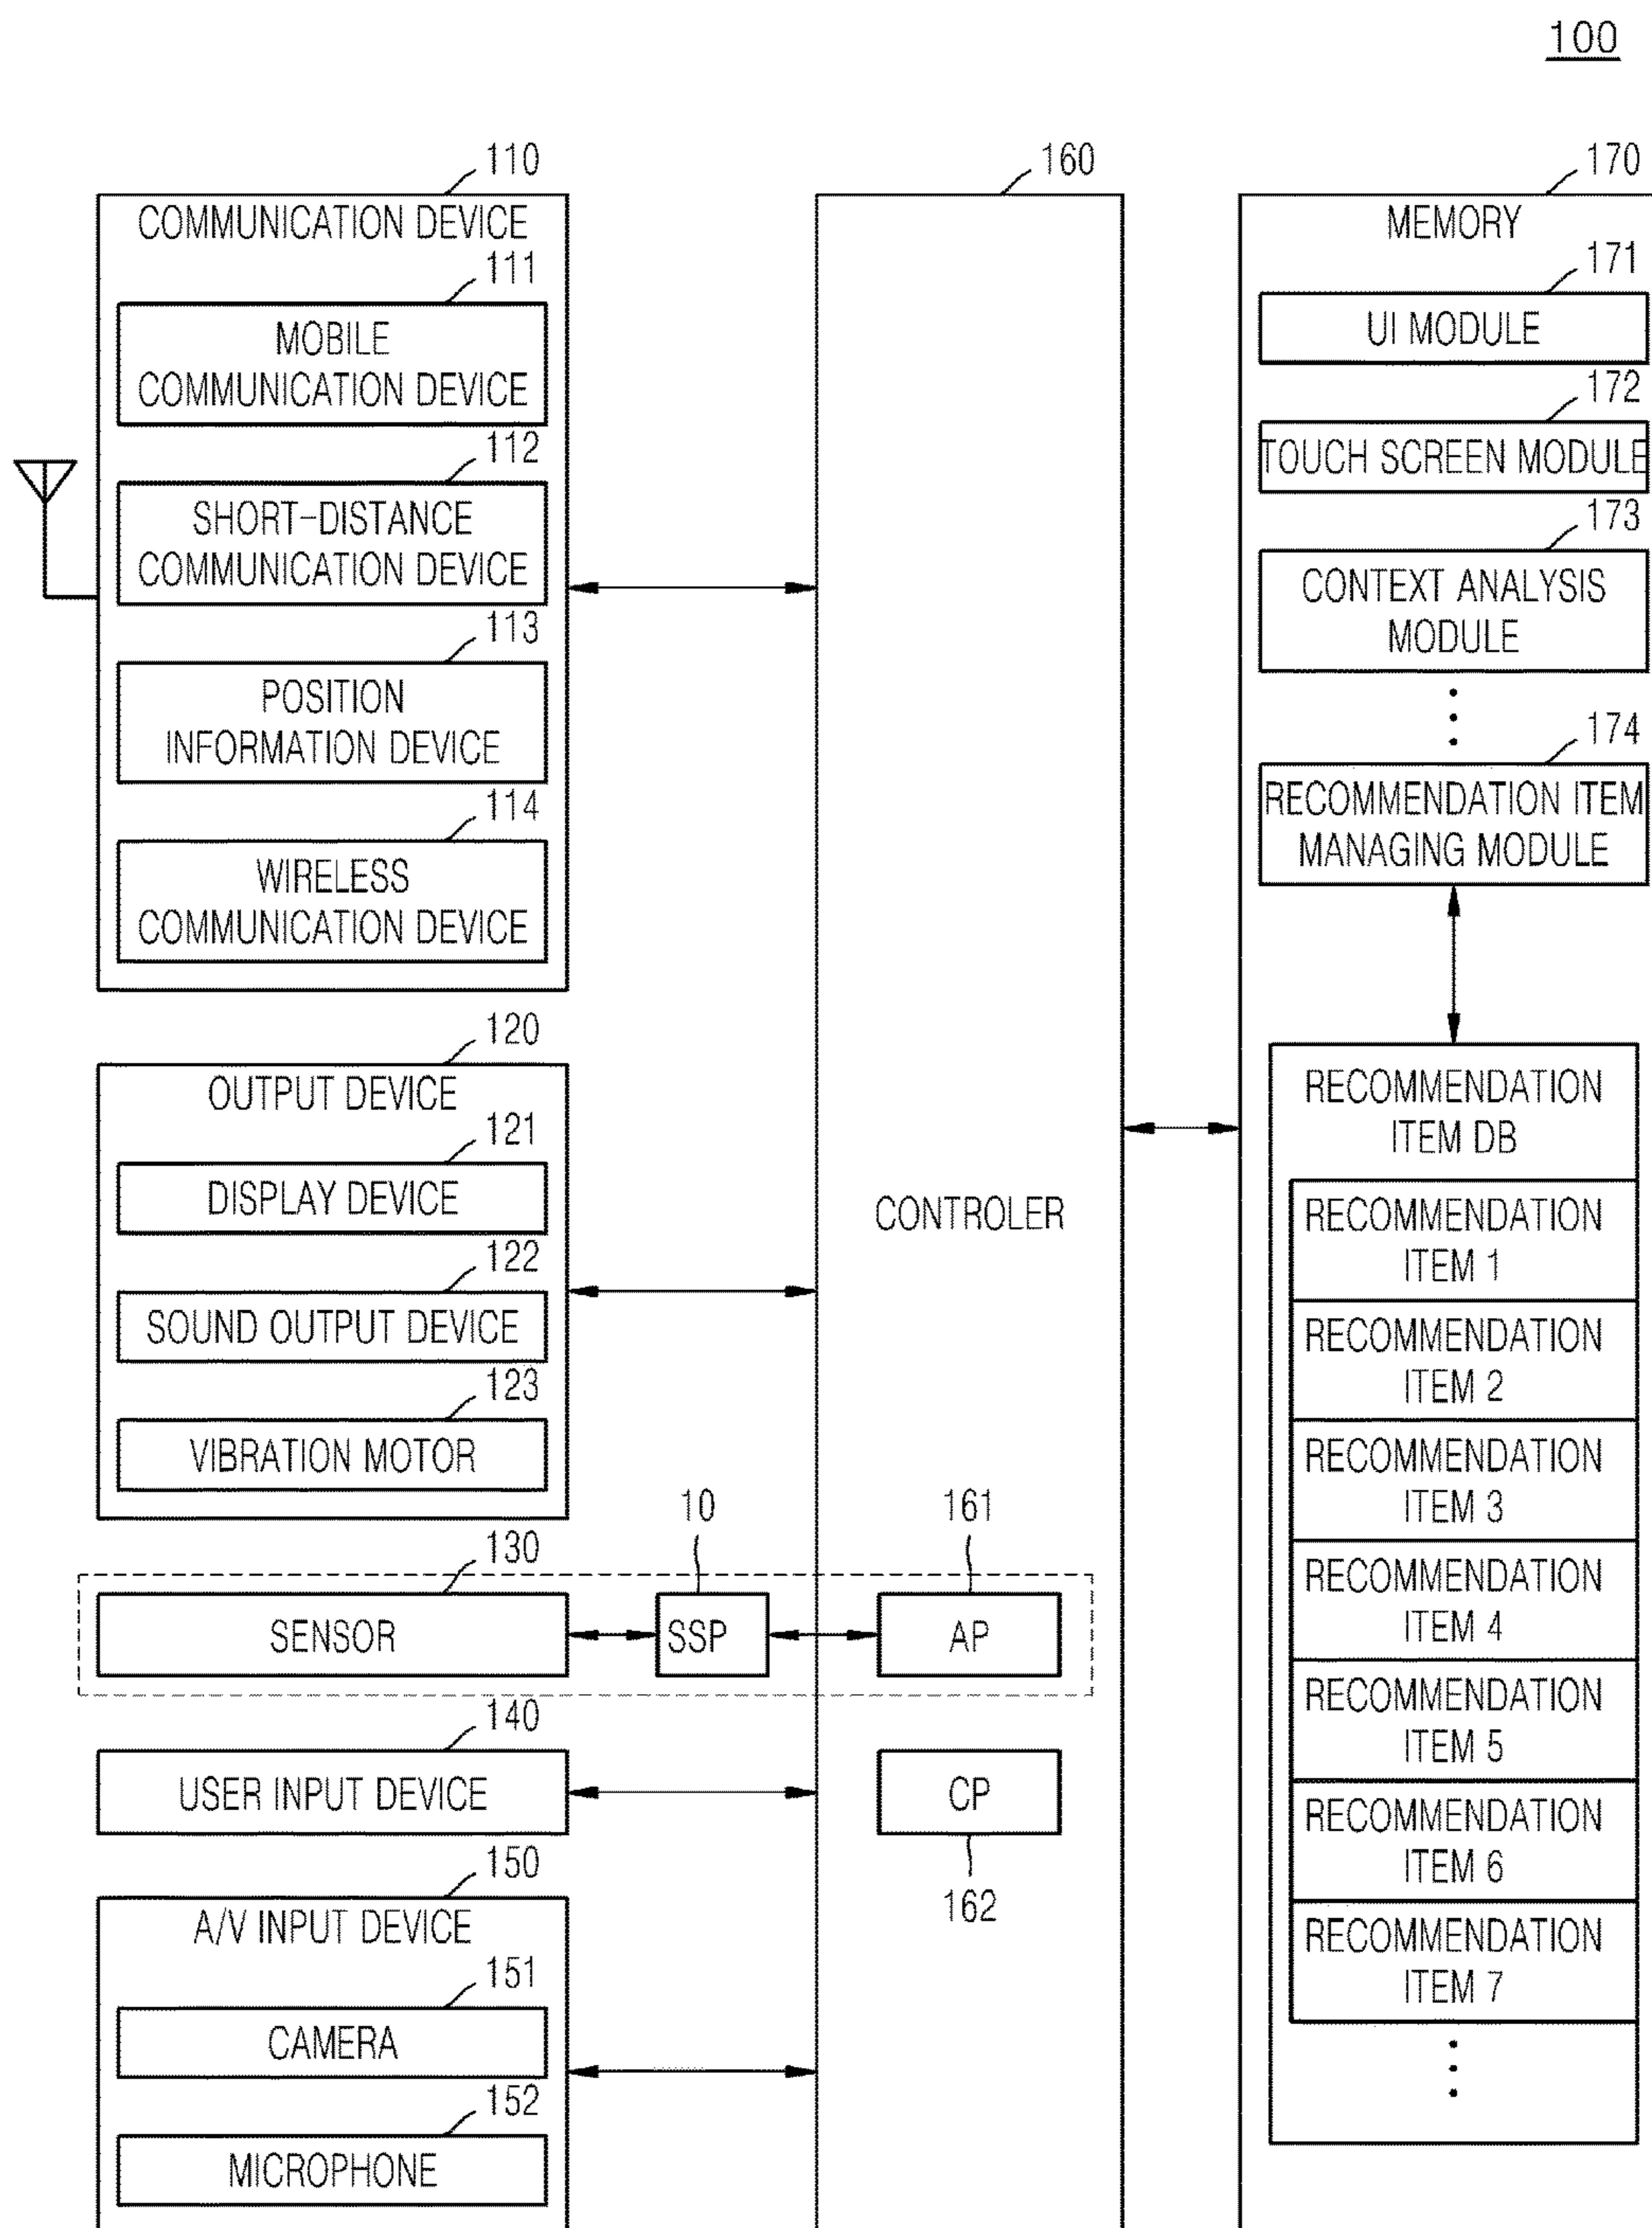 100
110
COMMUNICATION DEVICE
111
MOBILE
COMMUNICATION DEVICE
112
SHORT-DISTANCE
COMMUNICATION DEVICE
113
POSITION
INFORMATION DEVICE
114
WIRELESS
COMMUNICATION DEVICE
120
OUTPUT DEVICE
121
DISPLAY DEVICE
122
SOUND OUTPUT DEVICE
123
VIBRATION MOTOR
130
SENSOR
10
SSP
140
USER INPUT DEVICE
150
A/V INPUT DEVICE
151
CAMERA
152
MICROPHONE
160
CONTROLER
161
AP
CP
162
170
MEMORY
171
UI MODULE
172
TOUCH SCREEN MODULE
173
CONTEXT ANALYSIS
MODULE
174
RECOMMENDATION ITEM
MANAGING MODULE
RECOMMENDATION
ITEM DB
RECOMMENDATION
ITEM 1
RECOMMENDATION
ITEM 2
RECOMMENDATION
ITEM 3
RECOMMENDATION
ITEM 4
RECOMMENDATION
ITEM 5
RECOMMENDATION
ITEM 6
RECOMMENDATION
ITEM 7